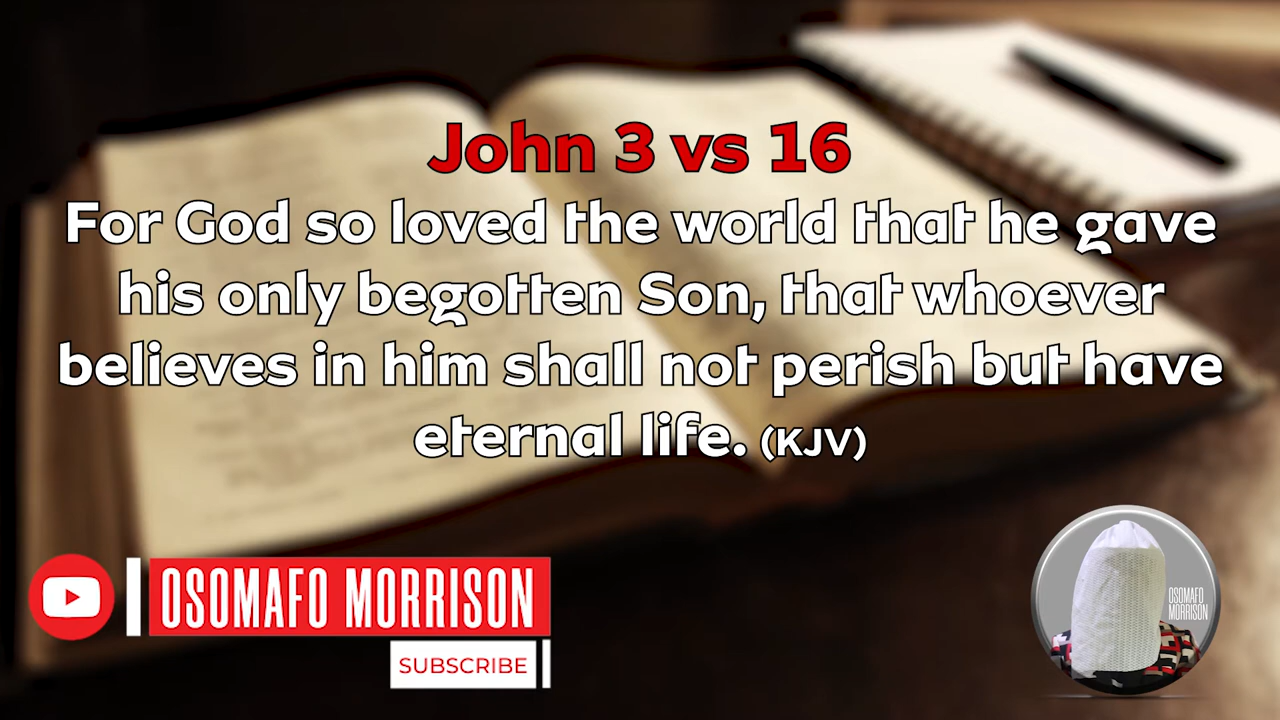 John 3 vs 16
For God so loved the world that he gave
his only begotten Son, that whoever
believes in him shall not perish but have
eternal life. (KJV)
OSOMAFO MORRISON
SUBSCRIBE
OSOMAFO
MORRISON